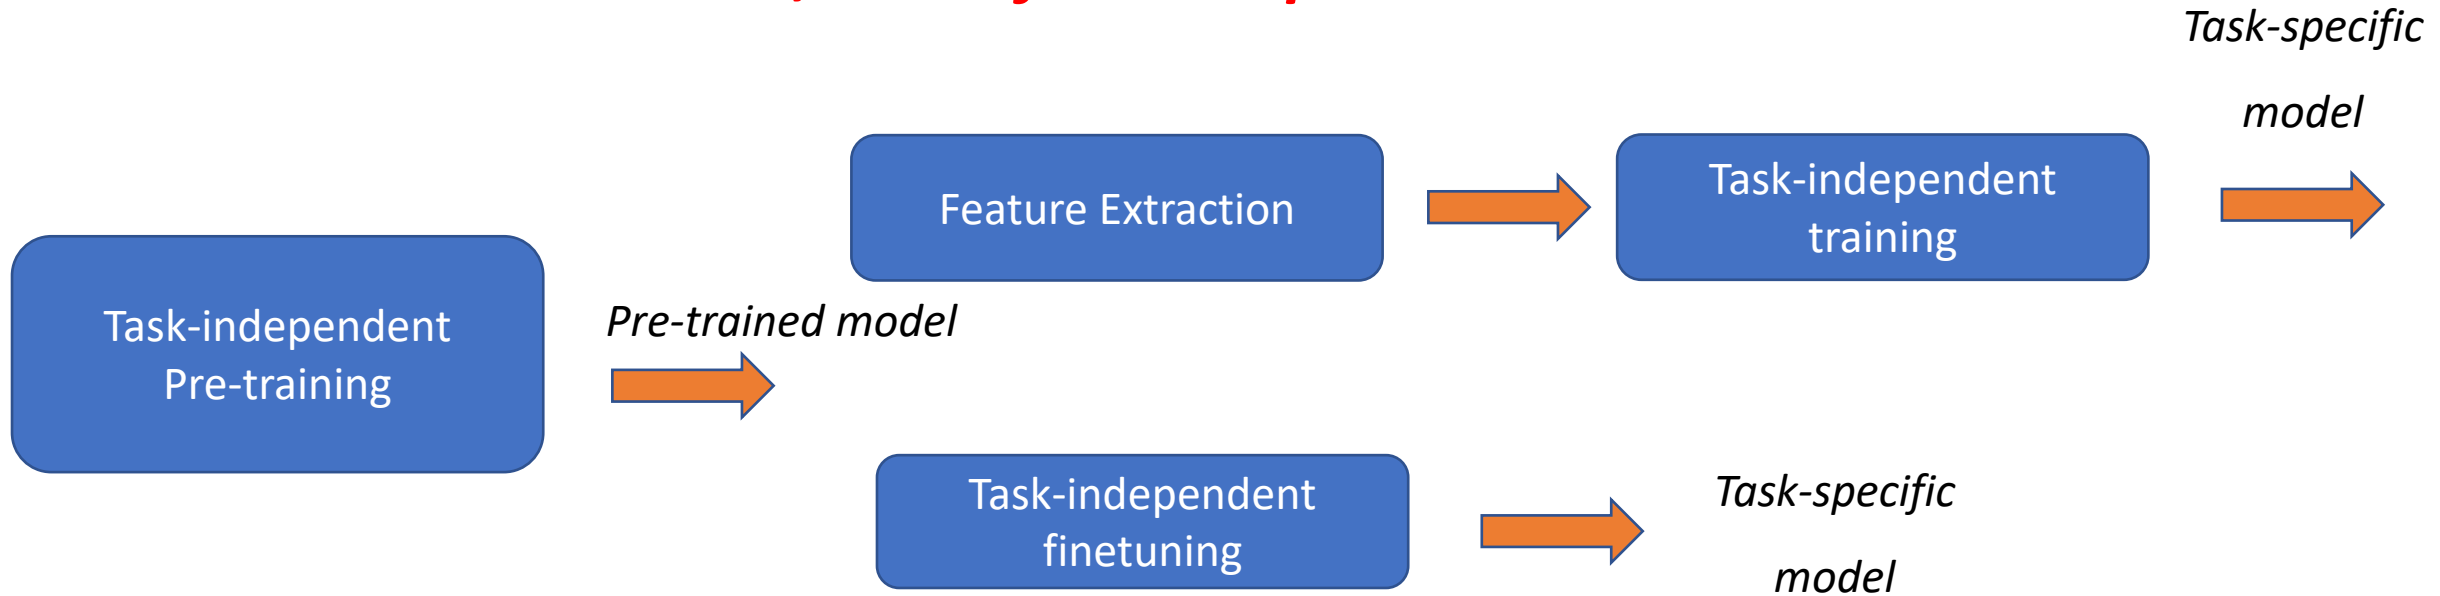 Task-specific
model
Feature Extraction
Task-independent
training
Task-independent
Pre-training
Pre-trained model
Task-independent
finetuning
Task-specific
model